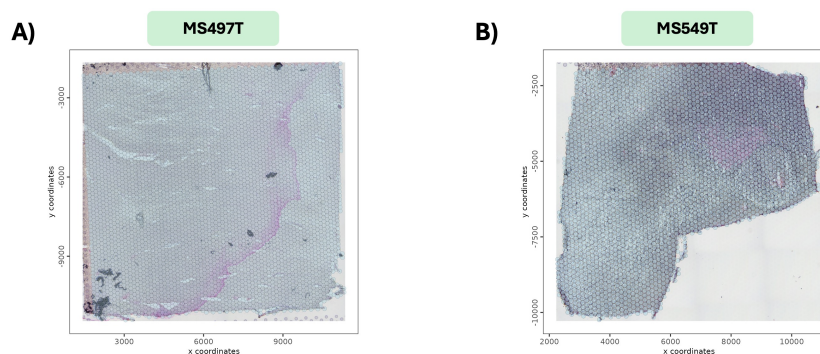 A)
MS497T
-3000
-6000
-9000
y coordinates
3000 6000 9000
x coordinates
B)
MS549T
-2500
-5000
-7500
-10000
y coordinates
2000 4000 6000 8000 10000
x coordinates